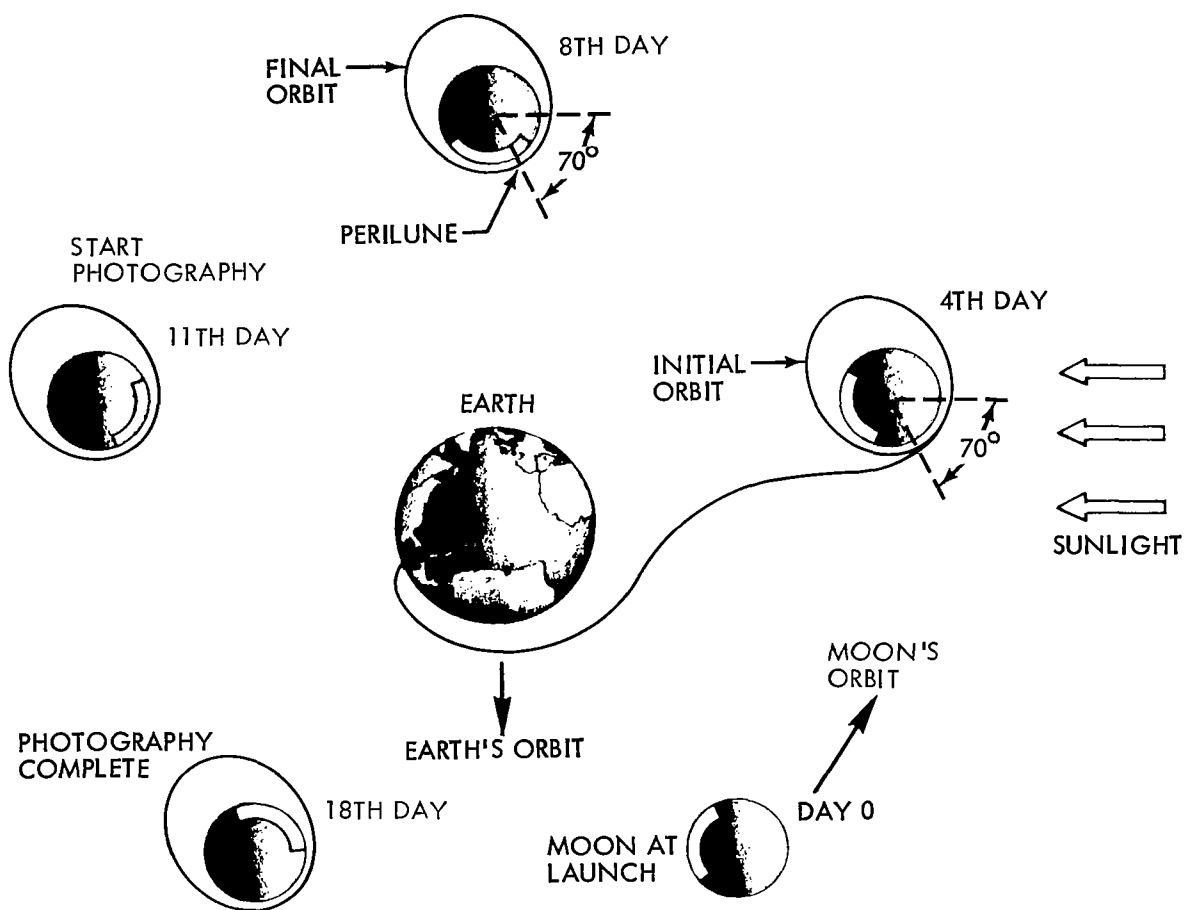 8TH DAY
FINAL
ORBIT
70°
PERILUNE
START
PHOTOGRAPHY
11TH DAY
4TH DAY
INITIAL
ORBIT
70°
EARTH
SUNLIGHT
MOON'S
ORBIT
EARTH'S ORBIT
PHOTOGRAPHY
COMPLETE
18TH DAY
DAY 0
MOON AT
LAUNCH